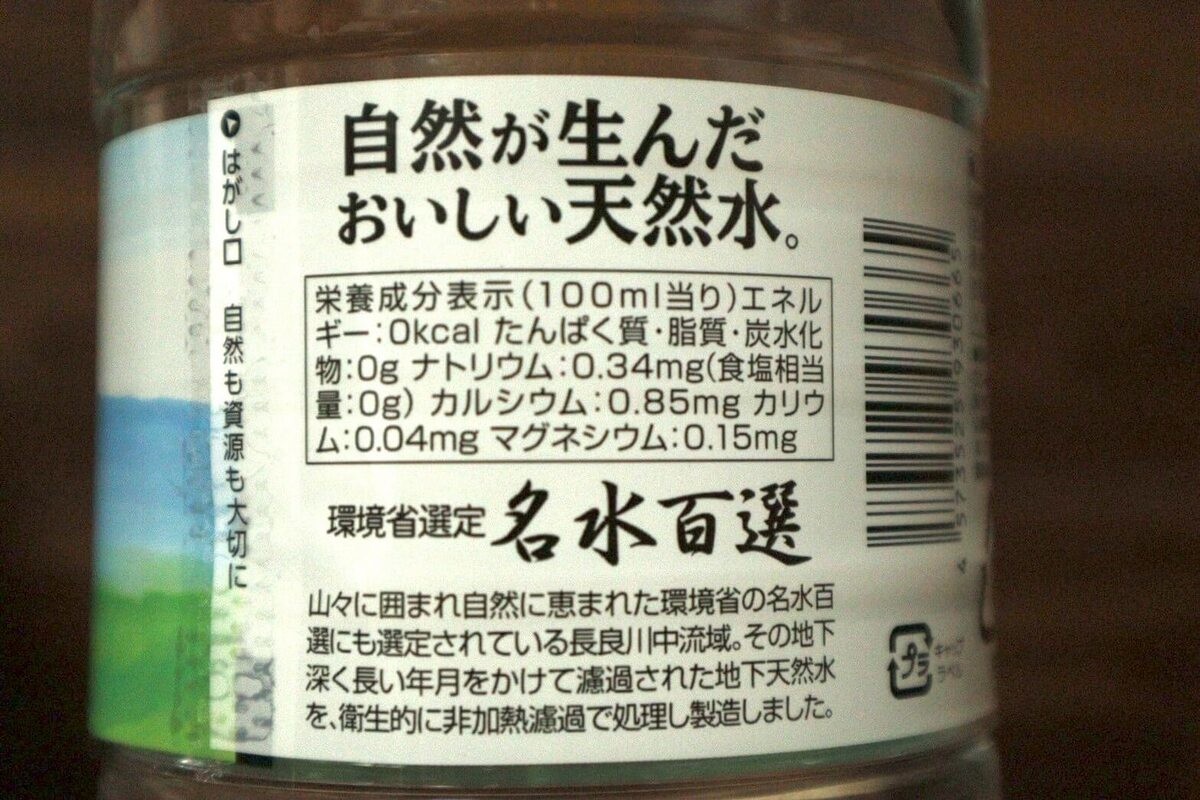 はがし口 自然も資源も大切に
自然が生んだ
おいしい天然水。
栄養成分表示(100ml当り)エネル
ギー:0kcal たんぱく質・脂質・炭水化
物:0g ナトリウム:0.34mg(食塩相当
量:0g) カルシウム:0.85mg カリウ
ム:0.04mg マグネシウム:0.15mg
環境省選定 名水百選
山々に囲まれ自然に恵まれた環境省の名水百
選にも選定されている長良川中流域。その地下
深く長い年月をかけて濾過された地下天然水
を、衛生的に非加熱濾過で処理し製造しました。
プラ
キャップ
ラベル